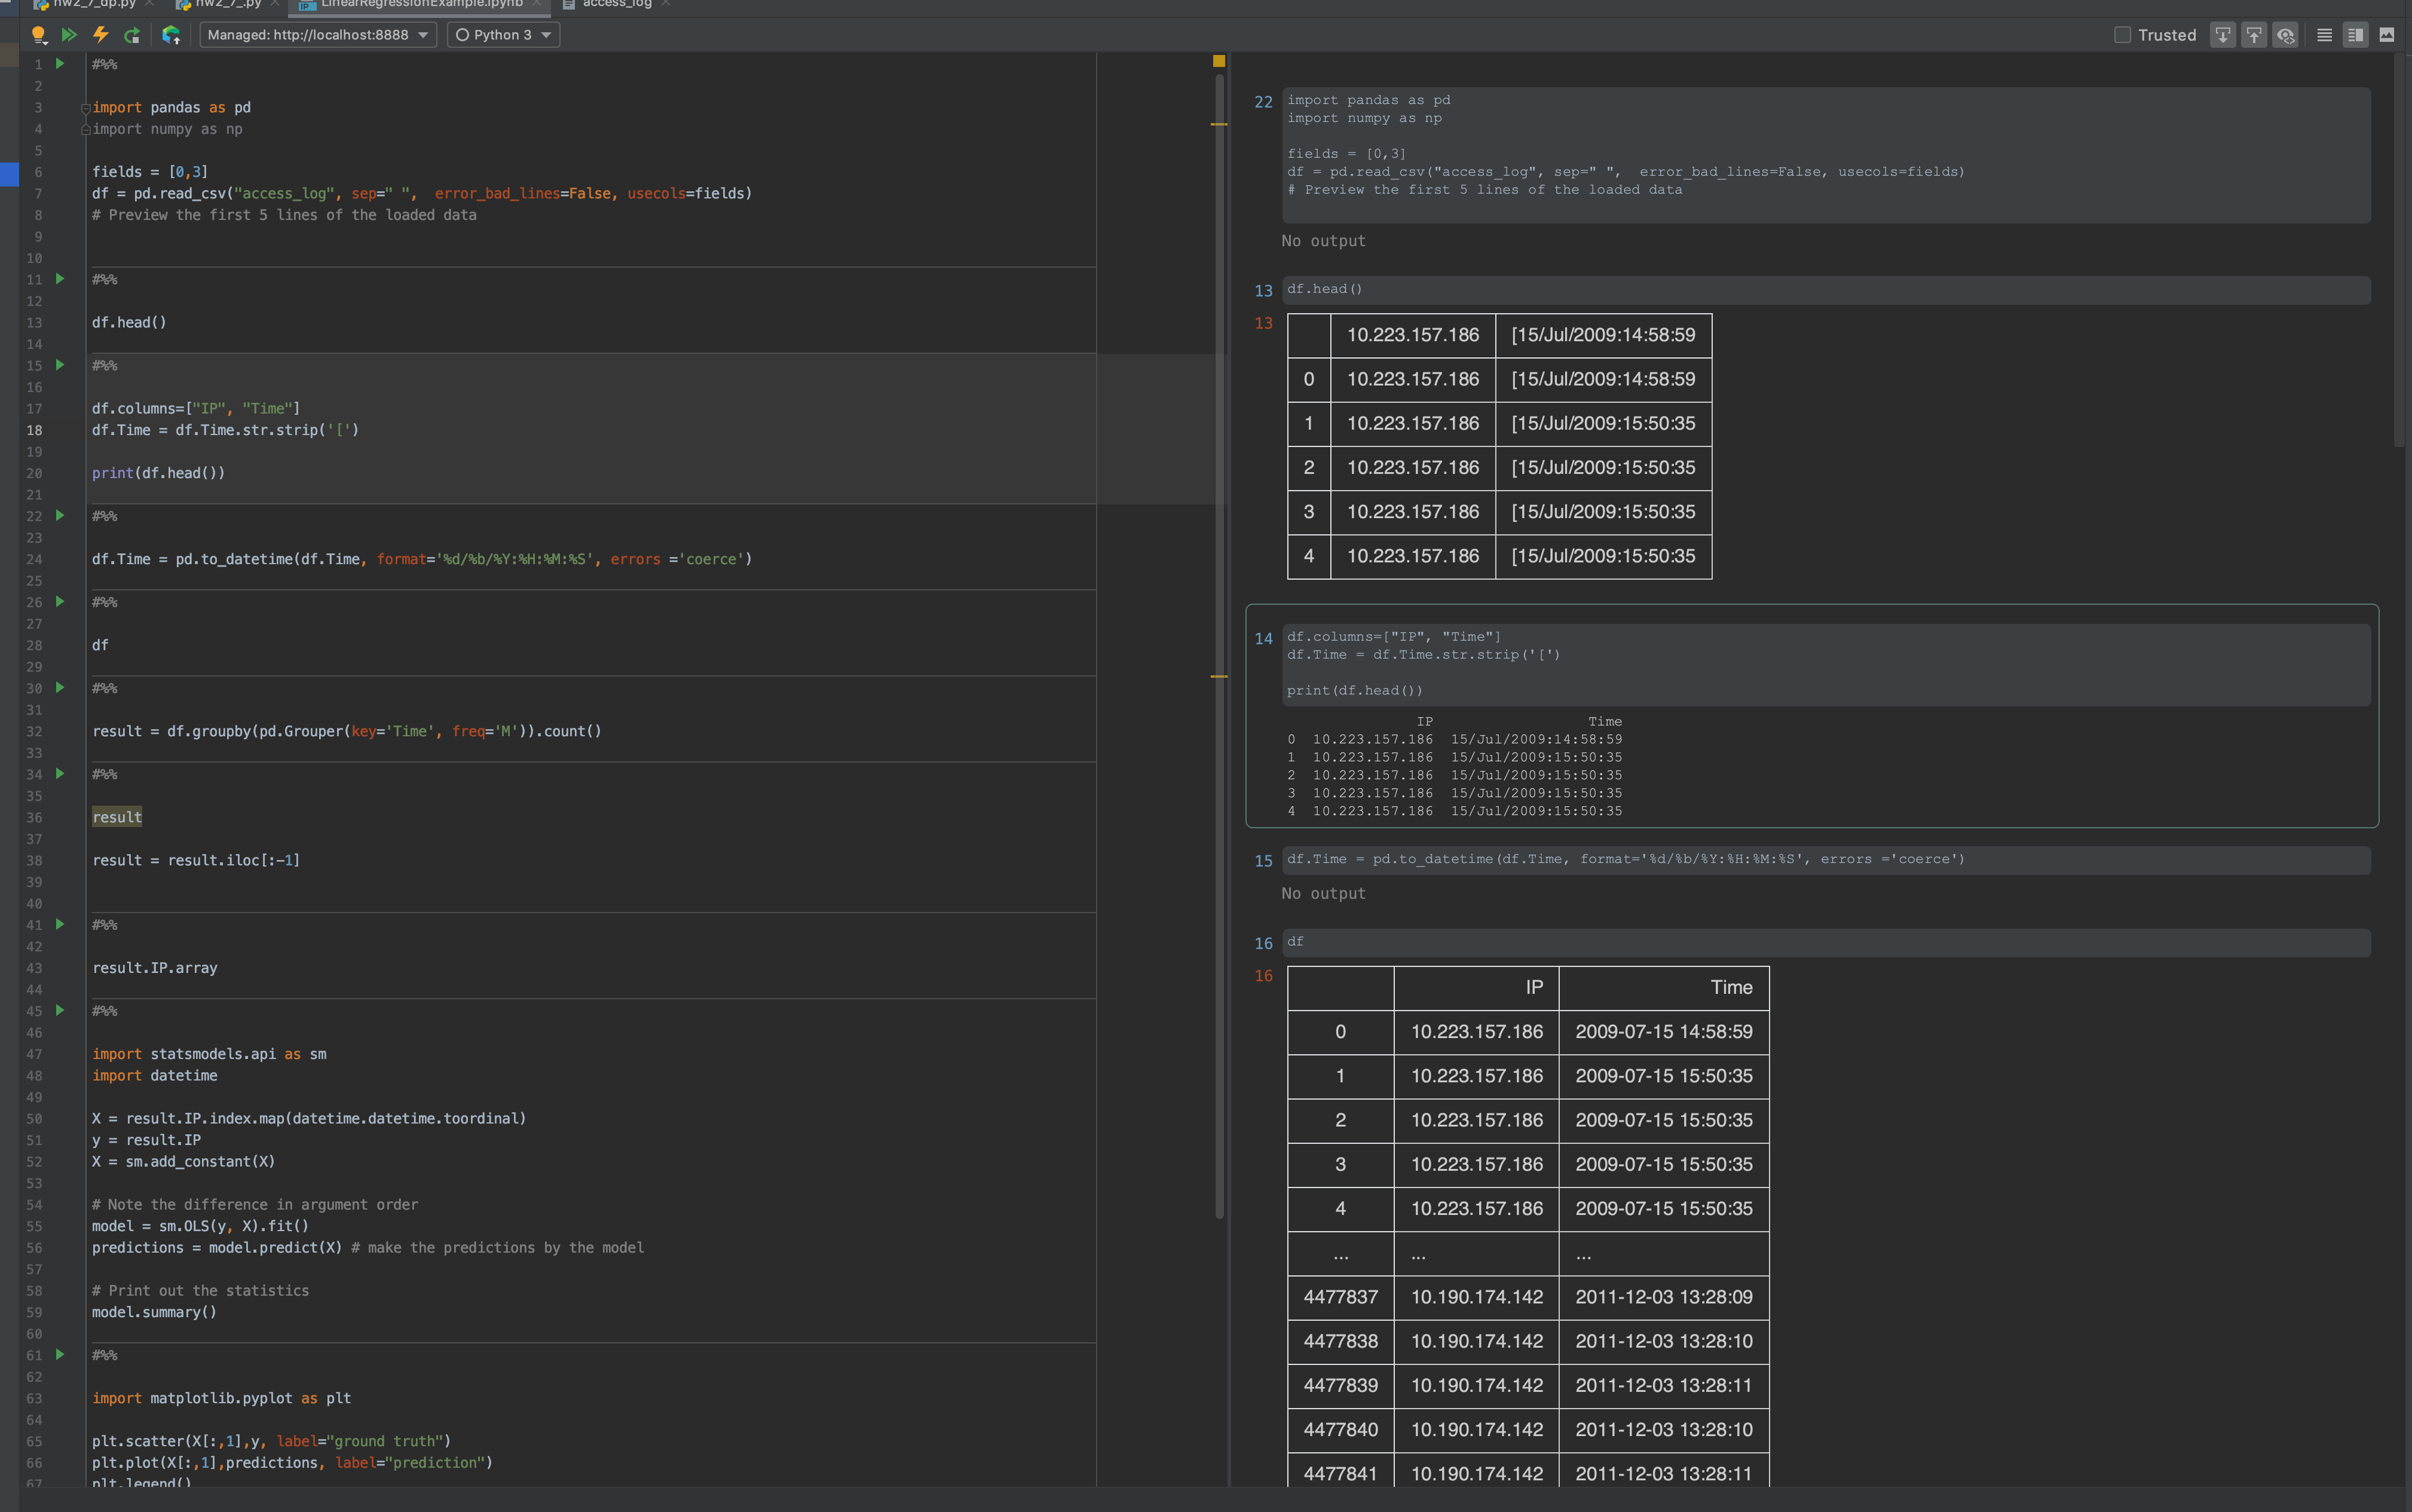 hw2_7_dp.py
hw2_7_.py
LinearRegressionExample.ipynb
access_log
Managed: http://localhost:8888
Python 3
Trusted
1 #%%
2
3 import pandas as pd
4 import numpy as np
5
6 fields = [0,3]
7 df = pd.read_csv("access_log", sep=" ",  error_bad_lines=False, usecols=fields)
8 # Preview the first 5 lines of the loaded data
9
10
11 #%%
12
13 df.head()
14
15 #%%
16
17 df.columns=["IP", "Time"]
18 df.Time = df.Time.str.strip('[')
19
20 print(df.head())
21
22 #%%
23
24 df.Time = pd.to_datetime(df.Time, format='%d/%b/%Y:%H:%M:%S', errors ='coerce')
25
26 #%%
27
28 df
29
30 #%%
31
32 result = df.groupby(pd.Grouper(key='Time', freq='M')).count()
33
34 #%%
35
36 result
37
38 result = result.iloc[:-1]
39
40
41 #%%
42
43 result.IP.array
44
45 #%%
46
47 import statsmodels.api as sm
48 import datetime
49
50 X = result.IP.index.map(datetime.datetime.toordinal)
51 y = result.IP
52 X = sm.add_constant(X)
53
54 # Note the difference in argument order
55 model = sm.OLS(y, X).fit()
56 predictions = model.predict(X) # make the predictions by the model
57
58 # Print out the statistics
59 model.summary()
60
61 #%%
62
63 import matplotlib.pyplot as plt
64
65 plt.scatter(X[:,1],y, label="ground truth")
66 plt.plot(X[:,1],predictions, label="prediction")
67 plt.legend()
22 import pandas as pd
import numpy as np
fields = [0,3]
df = pd.read_csv("access_log", sep=" ",  error_bad_lines=False, usecols=fields)
# Preview the first 5 lines of the loaded data
No output
13 df.head()
13 10.223.157.186 [15/Jul/2009:14:58:59
0 10.223.157.186 [15/Jul/2009:14:58:59
1 10.223.157.186 [15/Jul/2009:15:50:35
2 10.223.157.186 [15/Jul/2009:15:50:35
3 10.223.157.186 [15/Jul/2009:15:50:35
4 10.223.157.186 [15/Jul/2009:15:50:35
14 df.columns=["IP", "Time"]
df.Time = df.Time.str.strip('[')
print(df.head())
IP Time
0 10.223.157.186 15/Jul/2009:14:58:59
1 10.223.157.186 15/Jul/2009:15:50:35
2 10.223.157.186 15/Jul/2009:15:50:35
3 10.223.157.186 15/Jul/2009:15:50:35
4 10.223.157.186 15/Jul/2009:15:50:35
15 df.Time = pd.to_datetime(df.Time, format='%d/%b/%Y:%H:%M:%S', errors ='coerce')
No output
16 df
16 IP Time
0 10.223.157.186 2009-07-15 14:58:59
1 10.223.157.186 2009-07-15 15:50:35
2 10.223.157.186 2009-07-15 15:50:35
3 10.223.157.186 2009-07-15 15:50:35
4 10.223.157.186 2009-07-15 15:50:35
... ... ...
4477837 10.190.174.142 2011-12-03 13:28:09
4477838 10.190.174.142 2011-12-03 13:28:10
4477839 10.190.174.142 2011-12-03 13:28:11
4477840 10.190.174.142 2011-12-03 13:28:10
4477841 10.190.174.142 2011-12-03 13:28:11